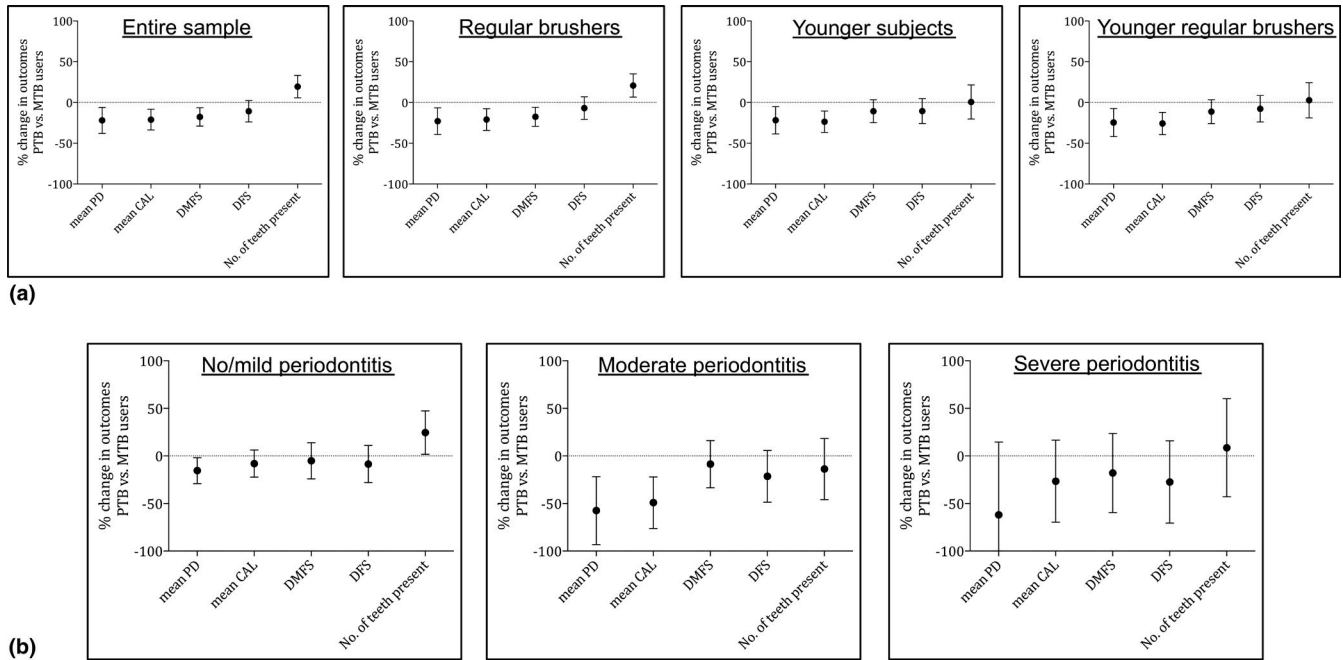 Entire sample
% change in outcomes
PTB vs. MTB users
100
50
0
-50
-100
mean PD
mean CAL
DMFS
DFS
No. of teeth present
Regular brushers
% change in outcomes
PTB vs. MTB users
100
50
0
-50
-100
mean PD
mean CAL
DMFS
DFS
No. of teeth present
Younger subjects
% change in outcomes
PTB vs. MTB users
100
50
0
-50
-100
mean PD
mean CAL
DMFS
DFS
No. of teeth present
Younger regular brushers
% change in outcomes
PTB vs. MTB users
100
50
0
-50
-100
mean PD
mean CAL
DMFS
DFS
No. of teeth present
(a)
No/mild periodontitis
% change in outcomes
PTB vs. MTB users
100
50
0
-50
-100
mean PD
mean CAL
DMFS
DFS
No. of teeth present
Moderate periodontitis
% change in outcomes
PTB vs. MTB users
100
50
0
-50
-100
mean PD
mean CAL
DMFS
DFS
No. of teeth present
Severe periodontitis
% change in outcomes
PTB vs. MTB users
100
50
0
-50
-100
mean PD
mean CAL
DMFS
DFS
No. of teeth present
(b)